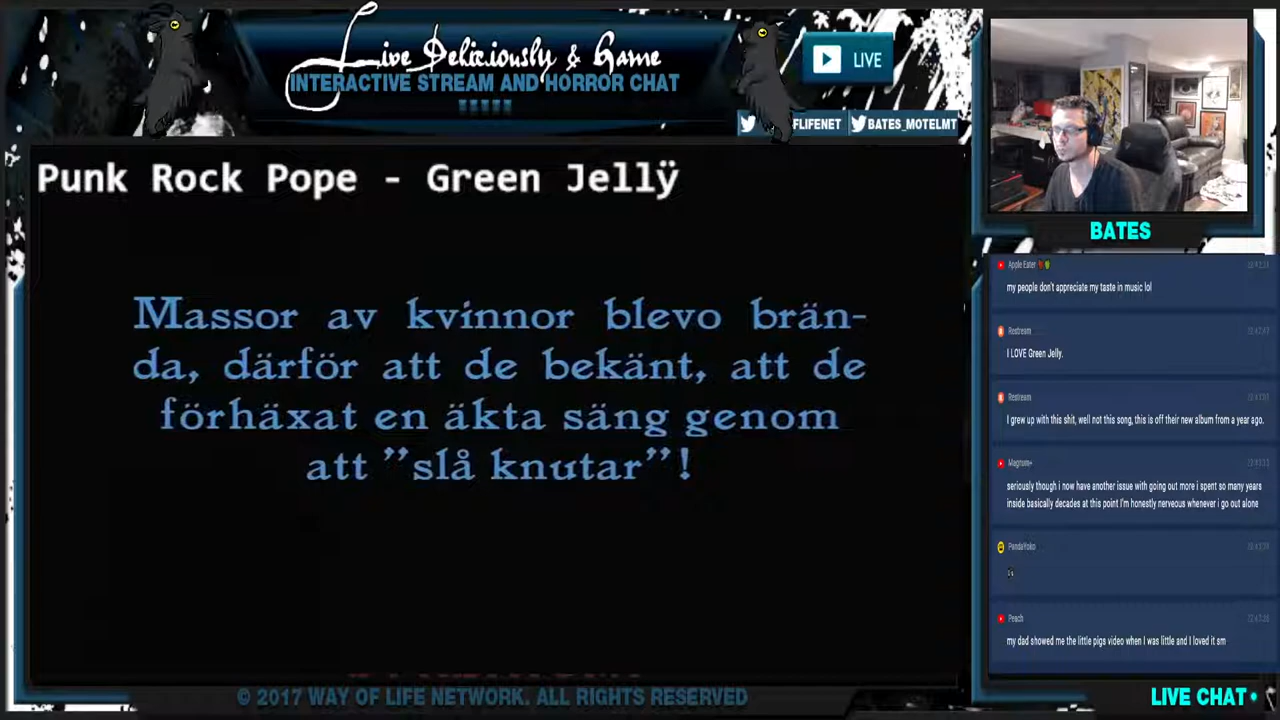 Live Deliciously & Game
INTERACTIVE STREAM AND HORROR CHAT
LIVE
FLIFENET
BATES_MOTELMT
Punk Rock Pope - Green Jellÿ
Massor av kvinnor blevo brän-
da, därför att de bekänt, att de
förhäxat en äkta säng genom
att ”slå knutar”!
© 2017 WAY OF LIFE NETWORK. ALL RIGHTS RESERVED
BATES
Apple Eater
my people don't appreciate my taste in music lol
Restream
I LOVE Green Jelly.
Restream
I grew up with this shit, well not this song, this is off their new album from a year ago.
Magnum
seriously though i now have another issue with going out more i spent so many years
inside basically decades at this point I'm honestly nerveous whenever i go out alone
PandaYoko
Peach
my dad showed me the little pigs video when I was little and I loved it sm
LIVE CHAT